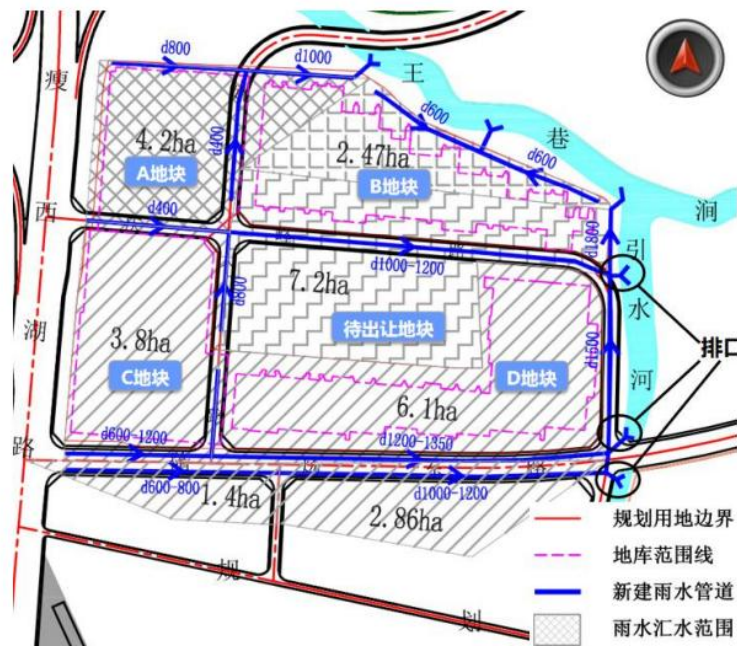 d800
d1000
王
巷
涧
瘦
西
湖
路
d600
d600
4.2ha
A地块
d400
2.47ha
B地块
d400
d1000-1200
d1800
引
水
河
7.2ha
d800
待出让地块
3.8ha
C地块
D地块
d1500
排口
6.1ha
d600-1200
d1200-1350
路
d600-800
1.4ha
d1000-1200
2.86ha
规
划
规划用地边界
地库范围线
新建雨水管道
雨水汇水范围